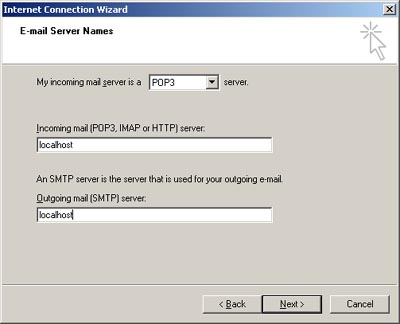 Internet Connection Wizard
E-mail Server Names
My incoming mail server is a POP3 server.
Incoming mail (POP3, IMAP or HTTP) server:
localhost
An SMTP server is the server that is used for your outgoing e-mail.
Outgoing mail (SMTP) server:
localhost
< Back Next > Cancel